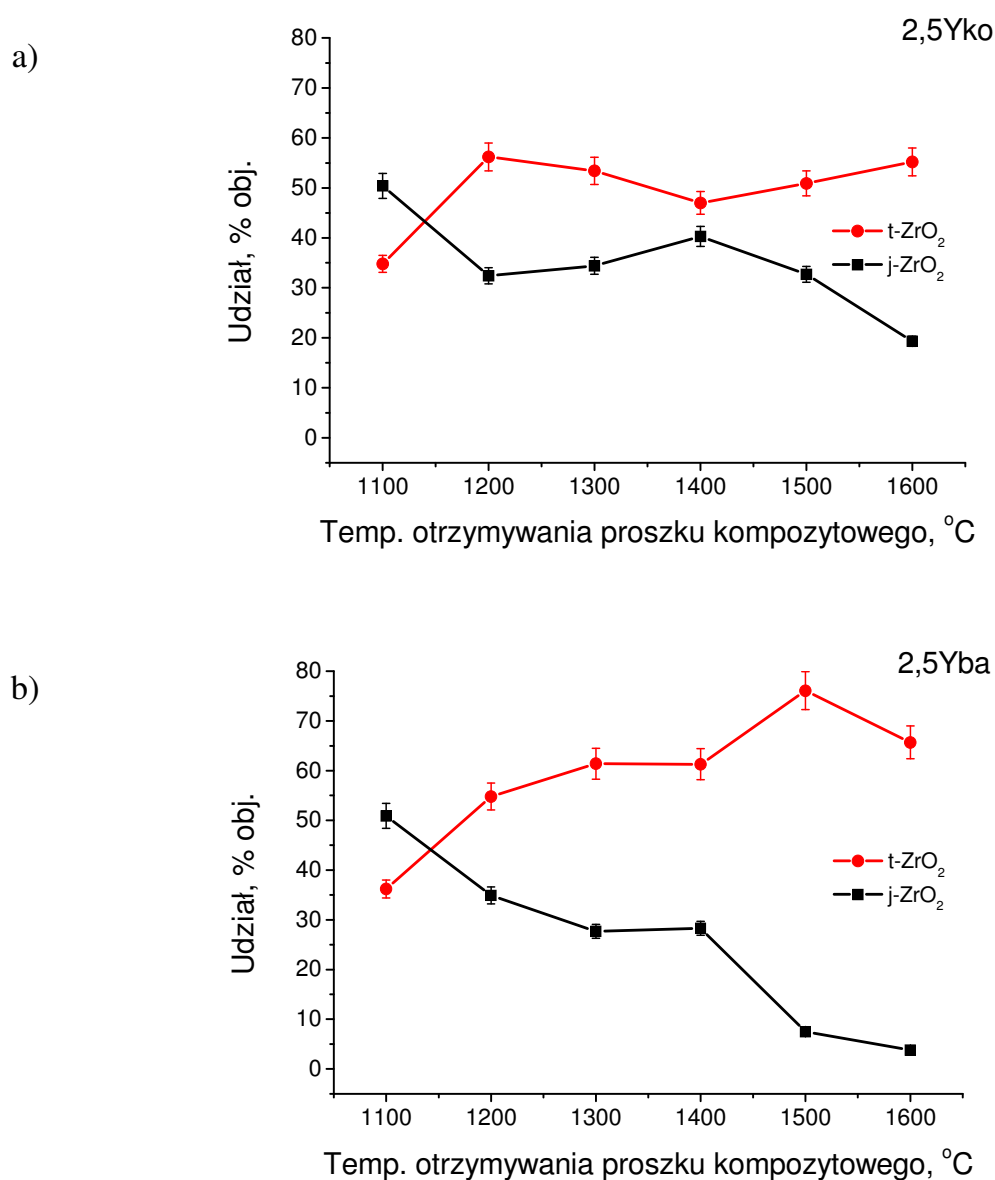 a)
2,5Yko
80
70
60
50
40
30
20
10
0
Udział, % obj.
t-ZrO₂
j-ZrO₂
1100 1200 1300 1400 1500 1600
Temp. otrzymywania proszku kompozytowego, °C
b)
2,5Yba
80
70
60
50
40
30
20
10
0
Udział, % obj.
t-ZrO₂
j-ZrO₂
1100 1200 1300 1400 1500 1600
Temp. otrzymywania proszku kompozytowego, °C